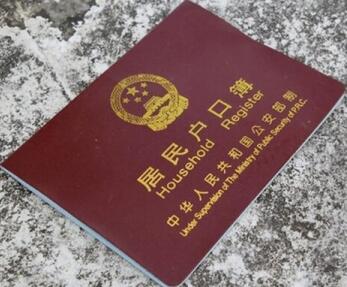 居民户口簿
Household Register
中华人民共和国公安部制
Under Supervision of The Ministry of Public Security of P.R.C.